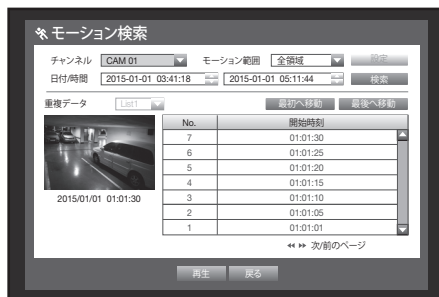 モーション検索
チャンネル CAM 01 モーション範囲 全領域 設定
日付/時間 2015-01-01 03:41:18 2015-01-01 05:11:44 検索
重複データ List1 最初へ移動 最後へ移動
No. 開始時刻
7 01:01:30
6 01:01:25
5 01:01:20
4 01:01:15
3 01:01:10
2 01:01:05
1 01:01:01
2015/01/01 01:01:30
次/前のページ
再生 戻る